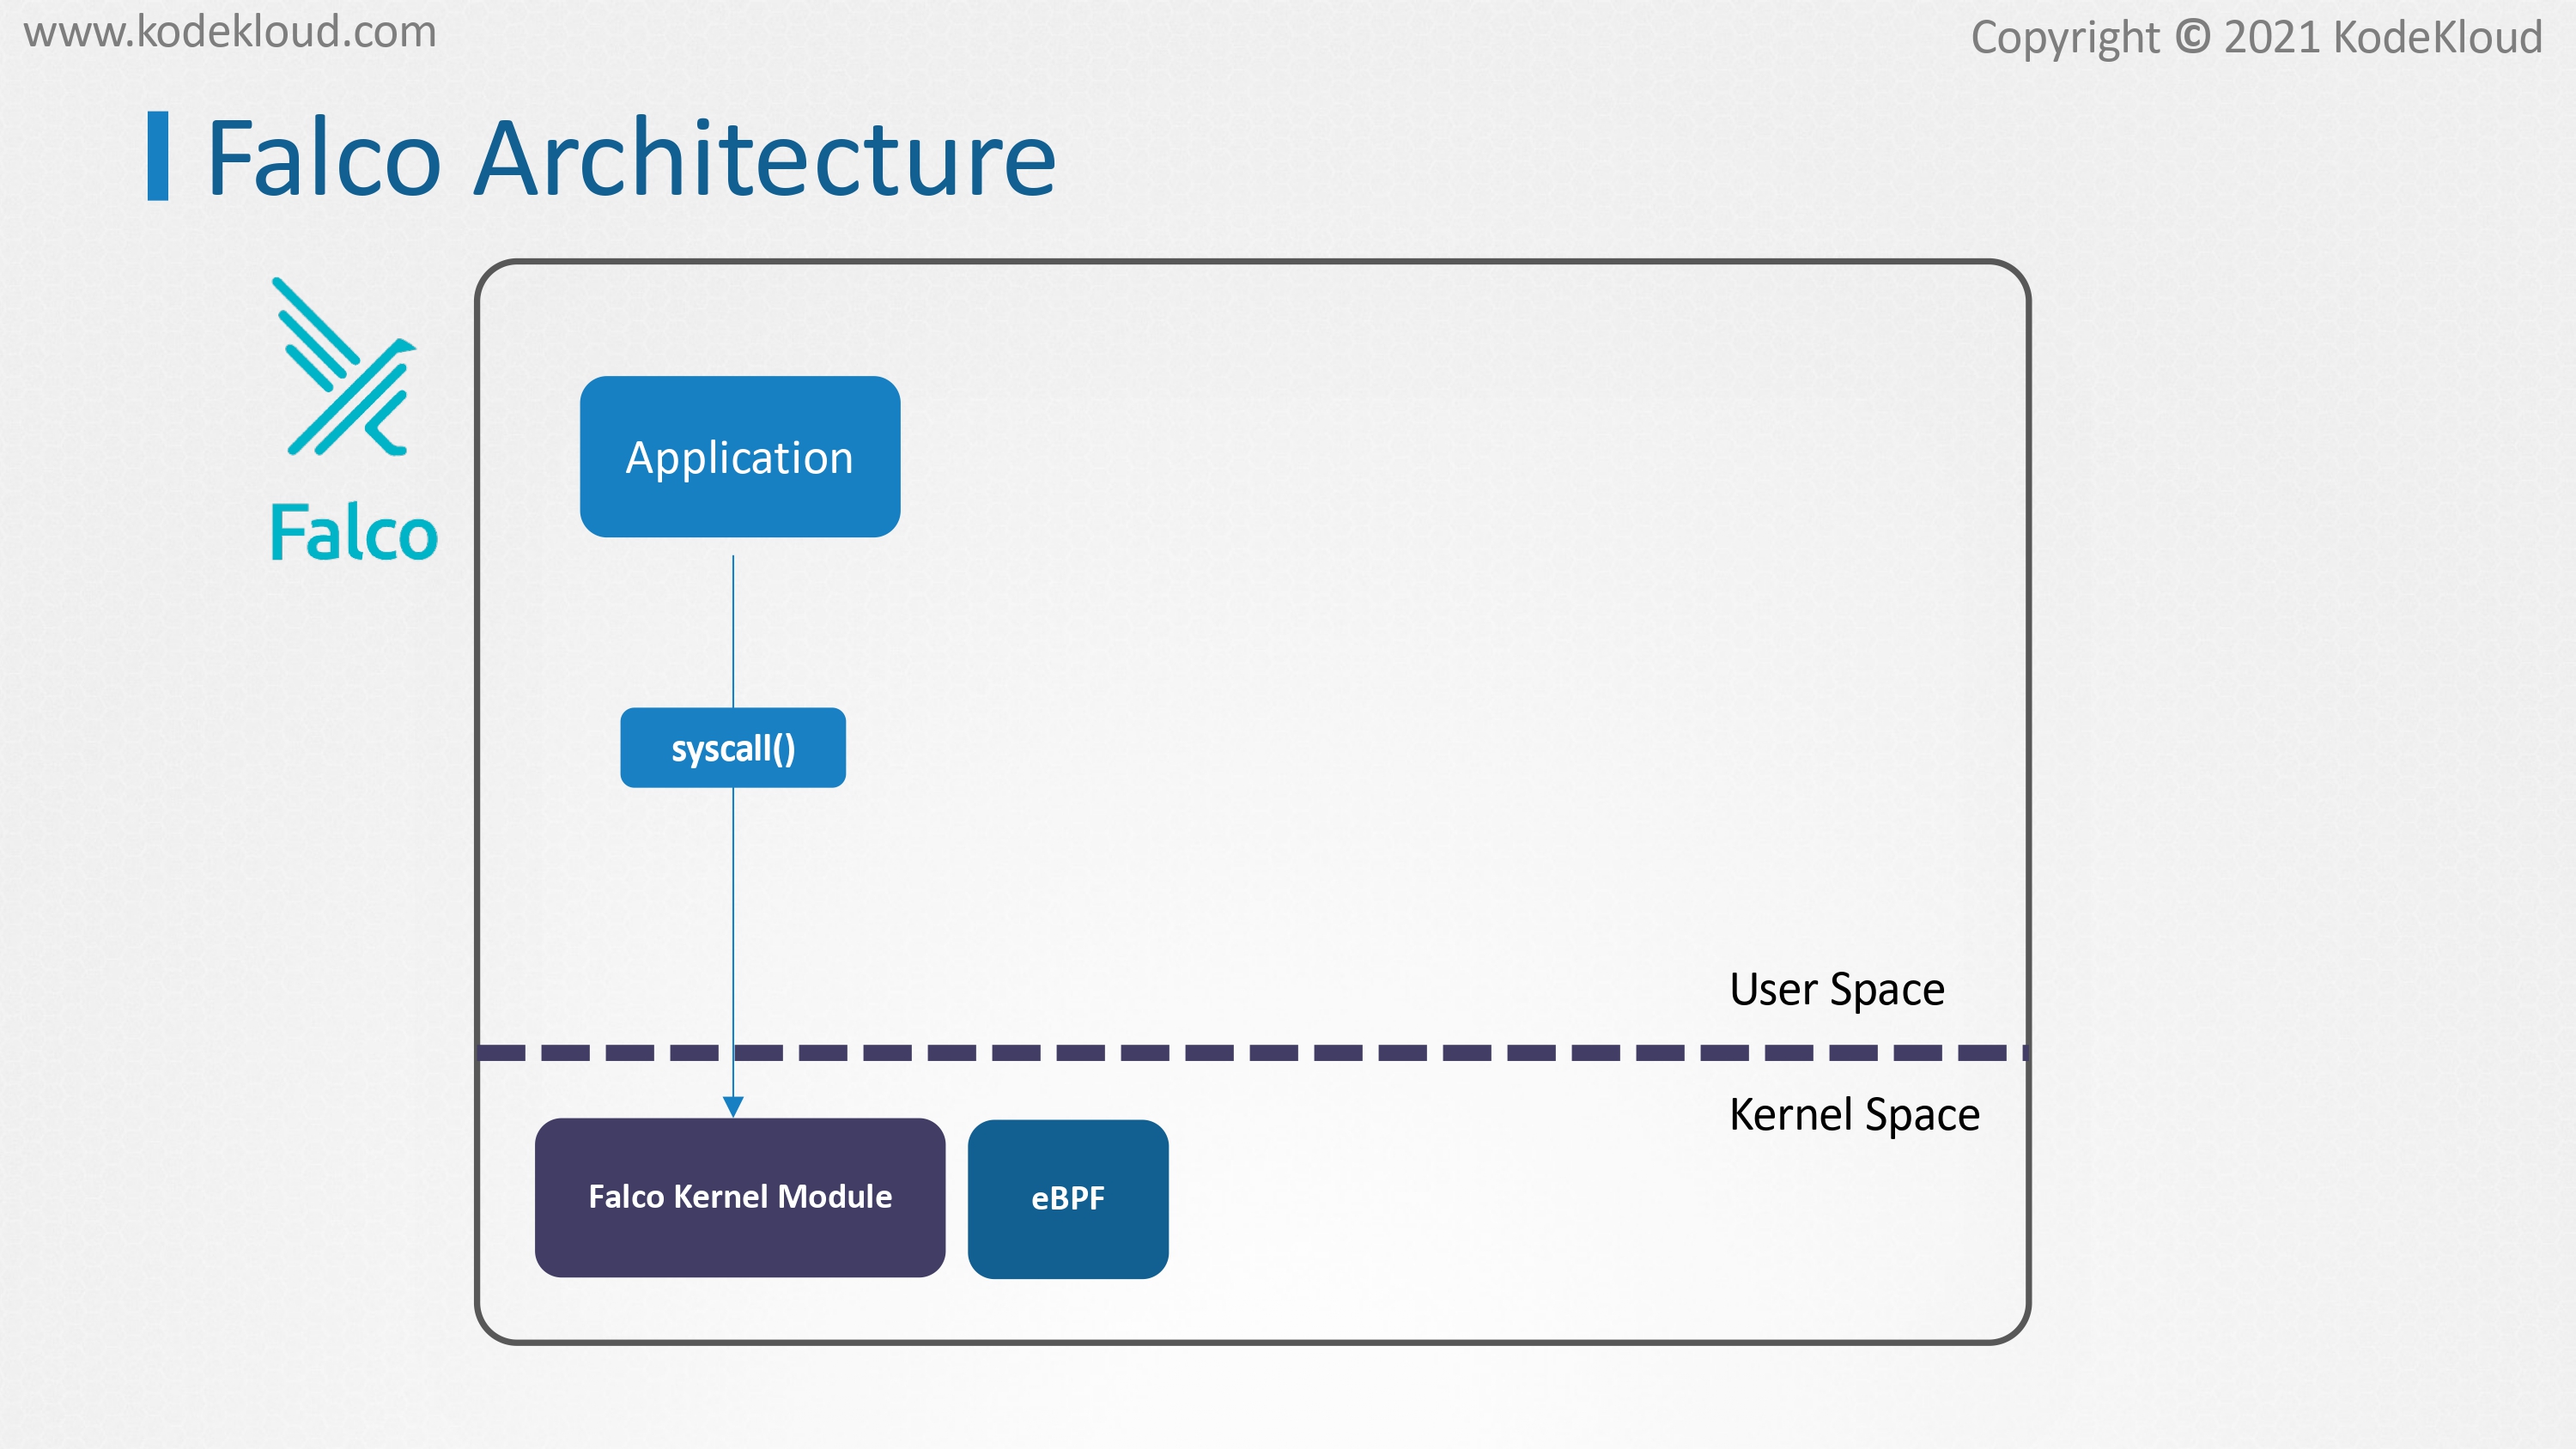 www.kodekloud.com
Copyright © 2021 KodeKloud
Falco Architecture
Falco
Application
syscall()
User Space
Kernel Space
Falco Kernel Module
eBPF